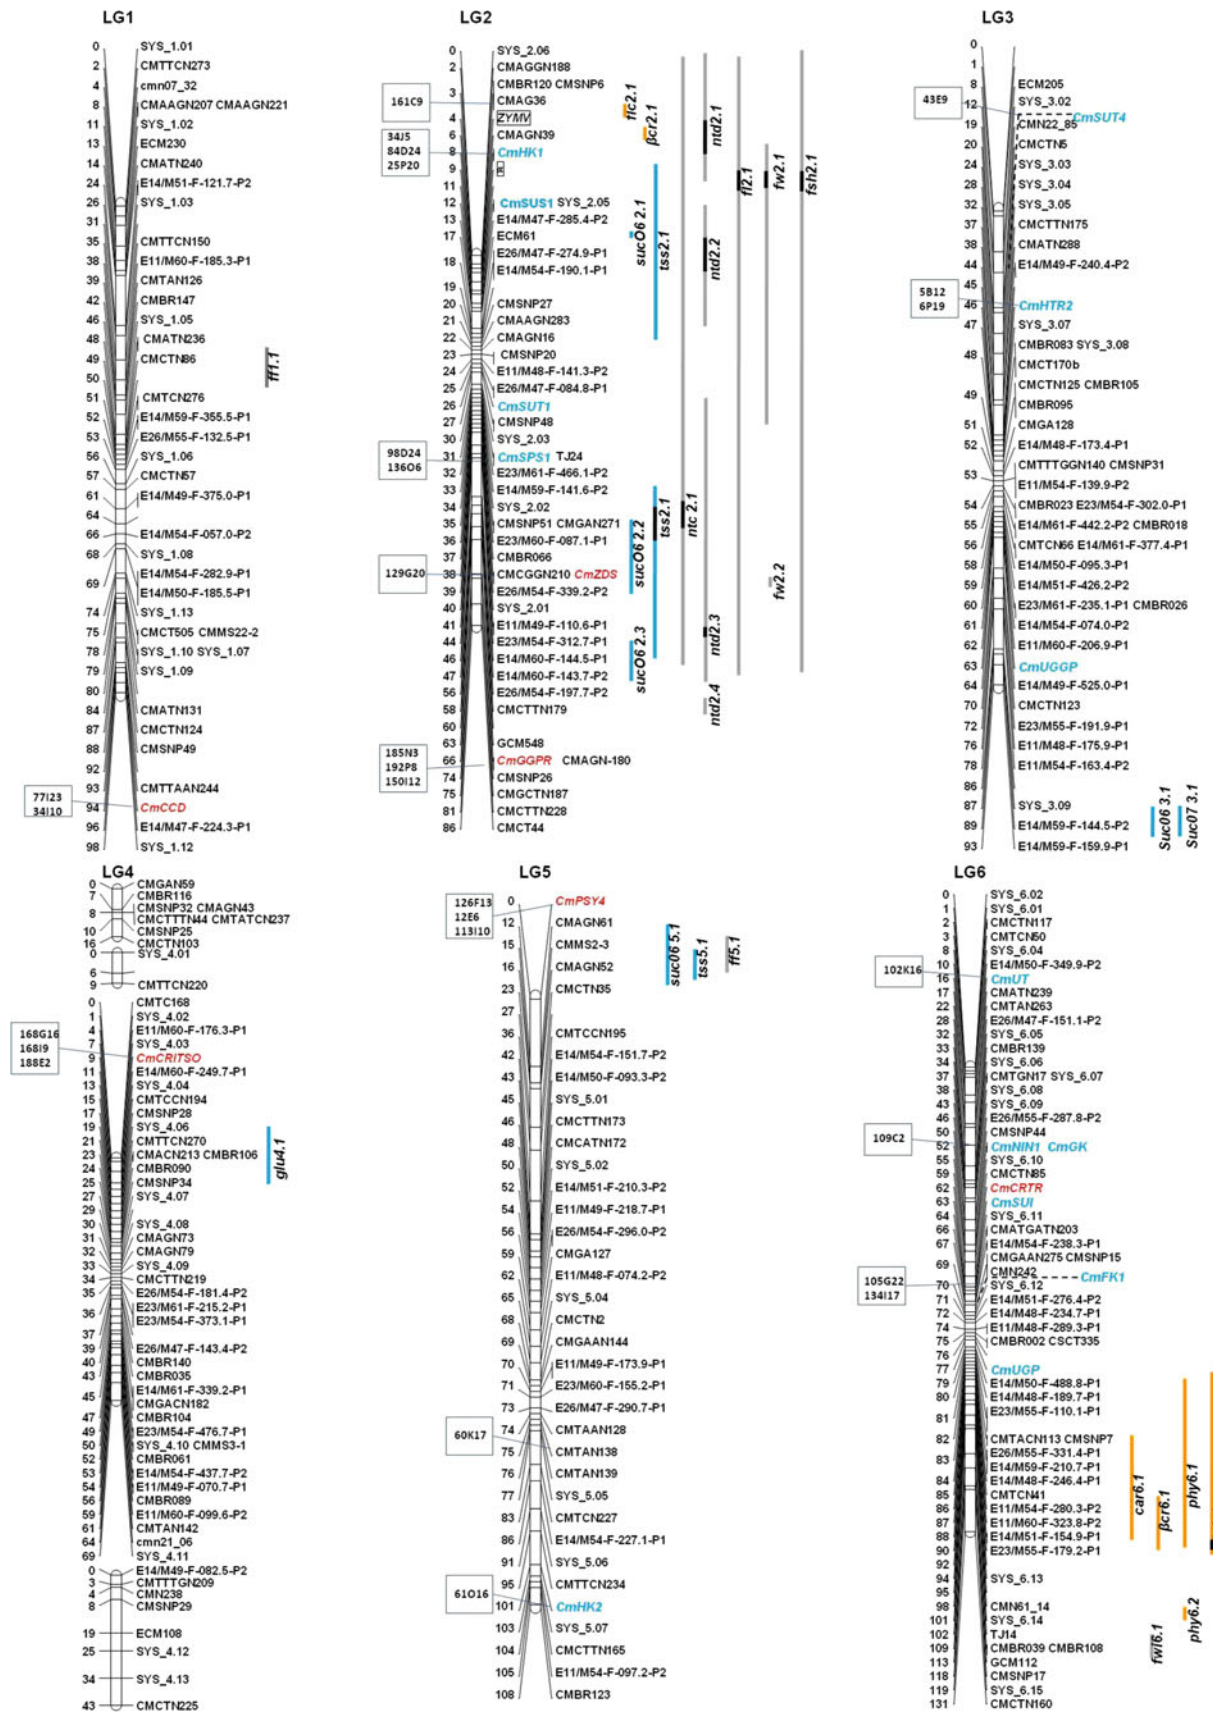 LG1
0 SYS_1.01
2 CMTTCN273
4 cmn07_32
8 CMAAGN207 CMAAGN221
11 SYS_1.02
13 ECM230
14 CMATN240
24 E14/M51-F-121.7-P2
26 SYS_1.03
31
35 CMTTCN150
38 E11/M60-F-185.3-P1
39 CMTAN126
42 CMBR147
46 SYS_1.05
48 CMATN236
49 CMCTN86
50
51 CMTCN276
52 E14/M59-F-355.5-P1
53 E26/M55-F-132.5-P1
56 SYS_1.06
57 CMCTN57
61 E14/M49-F-375.0-P1
64
66 E14/M54-F-057.0-P2
68 SYS_1.08
E14/M54-F-282.9-P1
69
E14/M50-F-185.5-P1
74 SYS_1.13
75 CMCT505 CMMS22-2
78 SYS_1.10 SYS_1.07
79 SYS_1.09
80
84 CMATN131
87 CMCTN124
88 CMSNP49
92
93 CMTTAAN244
94 CmCCD
96 E14/M47-F-224.3-P1
98 SYS_1.12
77I23
34I10
ff1.1
LG2
0 SYS_2.06
2 CMAGGN188
3 CMBR120 CMSNP6
CMAG36
4 ZYMV
6 CMAGN39
8 CmHK1
9
11
12 CmSUS1 SYS_2.05
13 E14/M47-F-285.4-P2
17 ECM61
E26/M47-F-274.9-P1
18 E14/M54-F-190.1-P1
19
20 CMSNP27
21 CMAAGN283
22 CMAGN16
23 CMSNP20
24 E11/M48-F-141.3-P2
25 E26/M47-F-084.8-P1
26 CmSUT1
27 CMSNP48
30 SYS_2.03
31 CmSPS1 TJ24
32 E23/M61-F-466.1-P2
33 E14/M59-F-141.6-P2
34 SYS_2.02
35 CMSNP51 CMGAN271
36 E23/M60-F-087.1-P1
37 CMBR066
38 CMCGGN210 CmZDS
39 E26/M54-F-339.2-P2
40 SYS_2.01
41 E11/M49-F-110.6-P1
44 E23/M54-F-312.7-P1
46 E14/M60-F-144.5-P1
47 E14/M60-F-143.7-P2
56 E26/M54-F-197.7-P2
58 CMCTTN179
60
63 GCM548
66 CmGGPR CMAGN-180
74 CMSNP26
75 CMGCTN187
81 CMCTTN228
86 CMCT44
161C9
34J5
84D24
25P20
98D24
136O6
129G20
185N3
192P8
150I12
flc2.1
βcr2.1
sucO6 2.1
tss2.1
ntd2.1
ntd2.2
fl2.1
fw2.1
fsh2.1
sucO6 2.2
tss2.1
ntc 2.1
fw2.2
sucO6 2.3
ntd2.3
ntd2.4
LG3
0
1
8 ECM205
12 SYS_3.02
CmSUT4
19 CMN22_85
20 CMCTN5
24 SYS_3.03
28 SYS_3.04
32 SYS_3.05
37 CMCTTN175
38 CMATN288
44 E14/M49-F-240.4-P2
45
46 CmHTR2
47 SYS_3.07
CMBR083 SYS_3.08
48 CMCT170b
CMCTN125 CMBR105
49 CMBR095
51 CMGA128
52 E14/M48-F-173.4-P1
CMTTTGGN140 CMSNP31
53 E11/M54-F-139.9-P2
54 CMBR023 E23/M54-F-302.0-P1
55 E14/M61-F-442.2-P2 CMBR018
56 CMTCN66 E14/M61-F-377.4-P1
58 E14/M50-F-095.3-P1
59 E14/M51-F-426.2-P2
60 E23/M61-F-235.1-P1 CMBR026
61 E14/M54-F-074.0-P2
62 E11/M60-F-206.9-P1
63 CmUGGP
64 E14/M49-F-525.0-P1
70 CMCTN123
72 E23/M55-F-191.9-P1
76 E11/M48-F-175.9-P1
78 E11/M54-F-163.4-P2
86
87 SYS_3.09
89 E14/M59-F-144.5-P2
93 E14/M59-F-159.9-P1
43E9
5B12
6P19
Suc06 3.1
Suc07 3.1
LG4
0 CMGAN59
7 CMBR116
CMSNP32 CMAGN43
8
CMCTTTN44 CMTATCN237
10 CMSNP25
16 CMCTN103
0 SYS_4.01
6
9 CMTTCN220
0 CMTC168
1 SYS_4.02
4 E11/M60-F-176.3-P1
7 SYS_4.03
9 CmCRITSO
11 E14/M60-F-249.7-P1
13 SYS_4.04
15 CMTCCN194
17 CMSNP28
19 SYS_4.06
21 CMTTCN270
23 CMACN213 CMBR106
24 CMBR090
25 CMSNP34
27 SYS_4.07
29
30 SYS_4.08
31 CMAGN73
32 CMAGN79
33 SYS_4.09
34 CMCTTN219
35 E26/M54-F-181.4-P2
E23/M61-F-215.2-P1
36
E23/M54-F-373.1-P1
37
39 E26/M47-F-143.4-P2
40 CMBR140
43 CMBR035
E14/M61-F-339.2-P1
45
CMGACN182
47 CMBR104
49 E23/M54-F-476.7-P1
50 SYS_4.10 CMMS3-1
52 CMBR061
53 E14/M54-F-437.7-P2
54 E11/M49-F-070.7-P1
56 CMBR089
59 E11/M60-F-099.6-P2
61 CMTAN142
64 cmn21_06
69 SYS_4.11
0 E14/M49-F-082.5-P2
3 CMTTTGN209
4 CMN238
8 CMSNP29
19 ECM108
25 SYS_4.12
34 SYS_4.13
43 CMCTN225
168G16
168I9
188E2
glu4.1
LG5
0 CmPSY4
12 CMAGN61
15 CMMS2-3
16 CMAGN52
23 CMCTN35
27
36 CMTCCN195
42 E14/M54-F-151.7-P2
43 E14/M50-F-093.3-P2
45 SYS_5.01
46 CMCTTN173
48 CMCATN172
50 SYS_5.02
52 E14/M51-F-210.3-P2
54 E11/M49-F-218.7-P1
56 E26/M54-F-296.0-P2
59 CMGA127
62 E11/M48-F-074.2-P2
65 SYS_5.04
68 CMCTN2
69 CMGAAN144
70 E11/M49-F-173.9-P1
71 E23/M60-F-155.2-P1
73 E26/M47-F-290.7-P1
74 CMTAAN128
75 CMTAN138
76 CMTAN139
77 SYS_5.05
83 CMTCN227
86 E14/M54-F-227.1-P1
91 SYS_5.06
95 CMTTCN234
101 CmHK2
103 SYS_5.07
104 CMCTTN165
105 E11/M54-F-097.2-P2
108 CMBR123
126F13
12E6
113I10
60K17
61O16
suc06 5.1
tss5.1
ff5.1
LG6
0 SYS_6.02
1 SYS_6.01
2 CMCTN117
3 CMTCN50
8 SYS_6.04
10 E14/M50-F-349.9-P2
16 CmUT
17 CMATN239
22 CMTAN263
28 E26/M47-F-151.1-P2
32 SYS_6.05
33 CMBR139
34 SYS_6.06
37 CMTGN17 SYS_6.07
38 SYS_6.08
43 SYS_6.09
46 E26/M55-F-287.8-P2
50 CMSNP44
52 CmNIN1 CmGK
55 SYS_6.10
59 CMCTN85
62 CmCRTR
63 CmSUI
64 SYS_6.11
66 CMATGATN203
67 E14/M54-F-238.3-P1
CMGAAN275 CMSNP15
69
CMN242
CmFK1
70 SYS_6.12
71 E14/M51-F-276.4-P2
72 E14/M48-F-234.7-P1
74 E11/M48-F-289.3-P1
75 CMBR002 CSCT335
76
77 CmUGP
79 E14/M50-F-488.8-P1
80 E14/M48-F-189.7-P1
E23/M55-F-110.1-P1
81
82 CMTACN113 CMSNP7
E26/M55-F-331.4-P1
83
E14/M59-F-210.7-P1
84 E14/M48-F-246.4-P1
85 CMTCN41
86 E11/M54-F-280.3-P2
87 E11/M60-F-323.8-P2
88 E14/M51-F-154.9-P1
90 E23/M55-F-179.2-P1
92
94 SYS_6.13
95
98 CMN61_14
101 SYS_6.14
102 TJ14
109 CMBR039 CMBR108
113 GCM112
118 CMSNP17
119 SYS_6.15
131 CMCTN160
102K16
109C2
105G22
134I17
car6.1
βcr6.1
phy6.1
phy6.2
fwl6.1